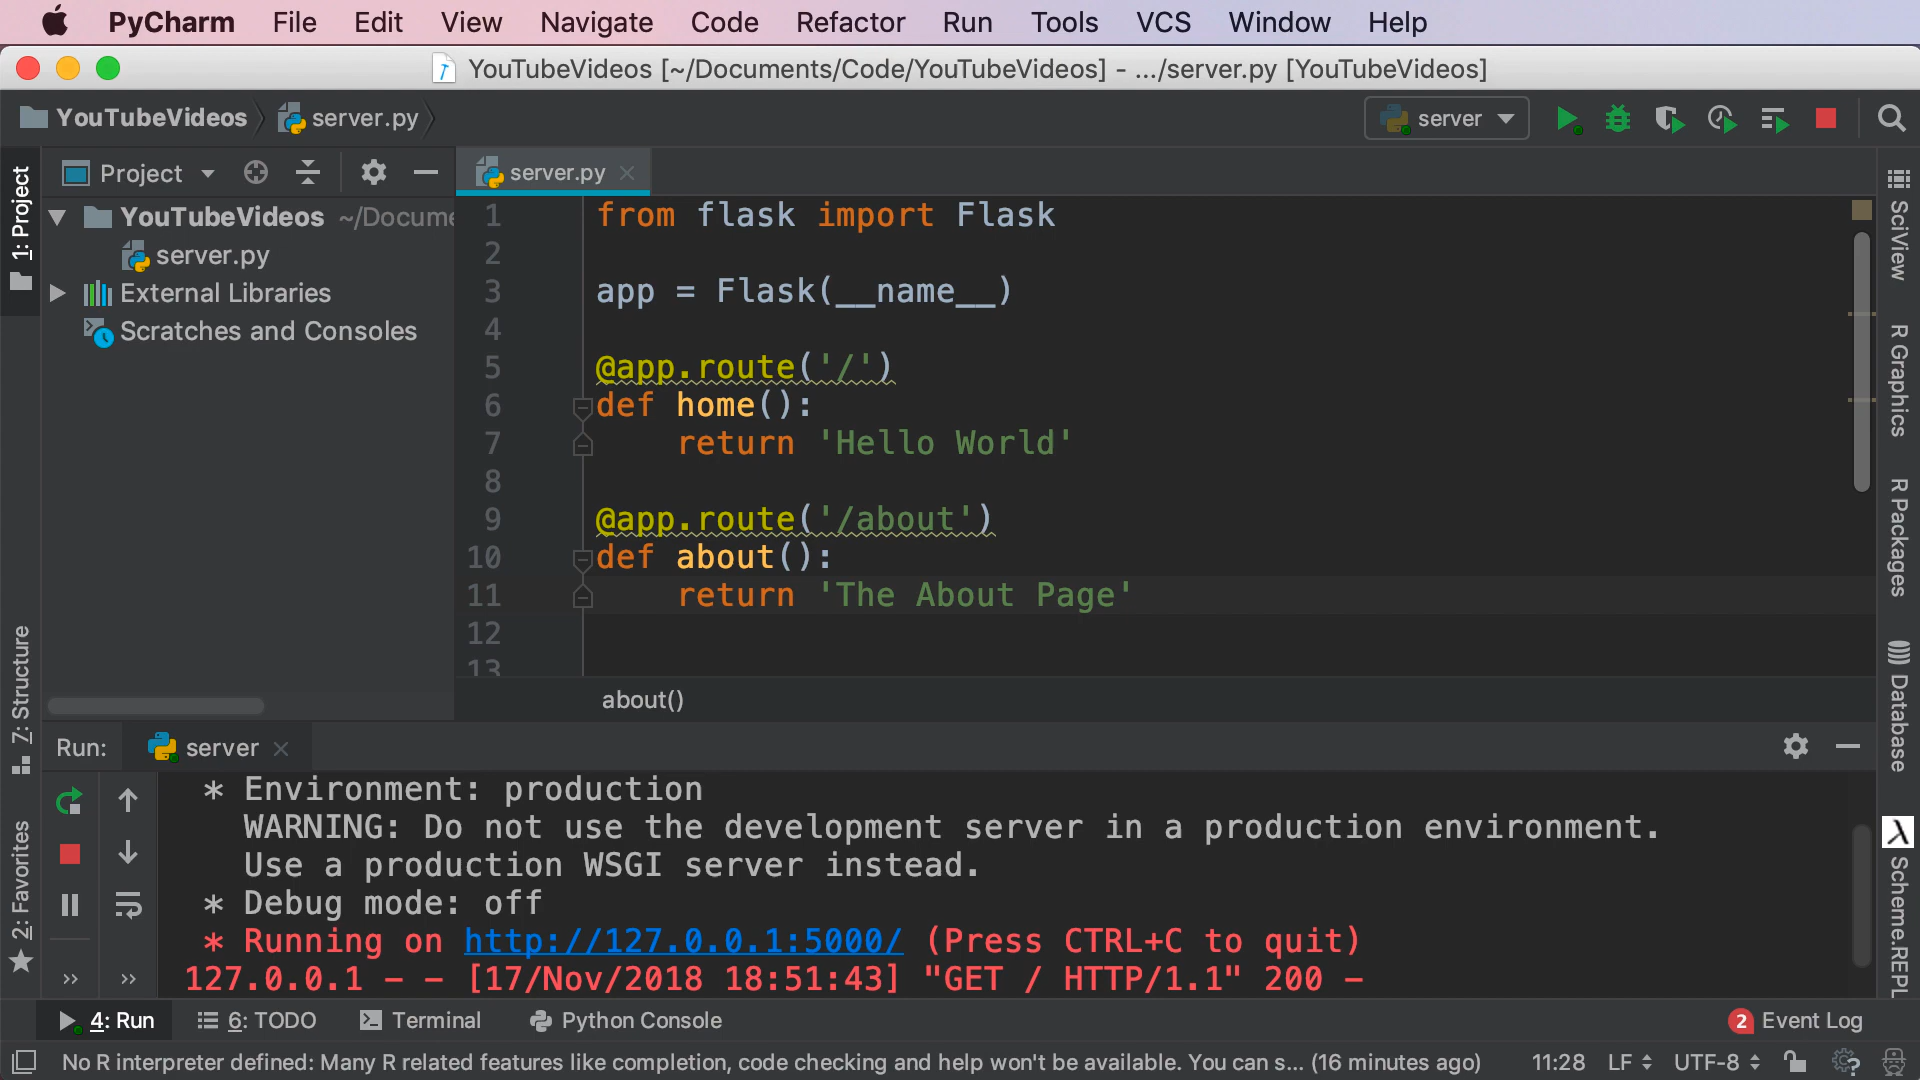 PyCharm File Edit View Navigate Code Refactor Run Tools VCS Window Help
YouTubeVideos [~/Documents/Code/YouTubeVideos] - .../server.py [YouTubeVideos]
YouTubeVideos server.py server
1: Project
Project
server.py
YouTubeVideos ~/Docume
server.py
External Libraries
Scratches and Consoles
1 from flask import Flask
2
3 app = Flask(__name__)
4
5 @app.route('/')
6 def home():
7 return 'Hello World'
8
9 @app.route('/about')
10 def about():
11 return 'The About Page'
12
13
about()
SciView
R Graphics
R Packages
Database
Scheme.REPL
7: Structure
2: Favorites
Run: server
* Environment: production
WARNING: Do not use the development server in a production environment.
Use a production WSGI server instead.
* Debug mode: off
* Running on http://127.0.0.1:5000/ (Press CTRL+C to quit)
127.0.0.1 - - [17/Nov/2018 18:51:43] "GET / HTTP/1.1" 200 -
4: Run 6: TODO Terminal Python Console 2 Event Log
No R interpreter defined: Many R related features like completion, code checking and help won't be available. You can s... (16 minutes ago) 11:28 LF UTF-8